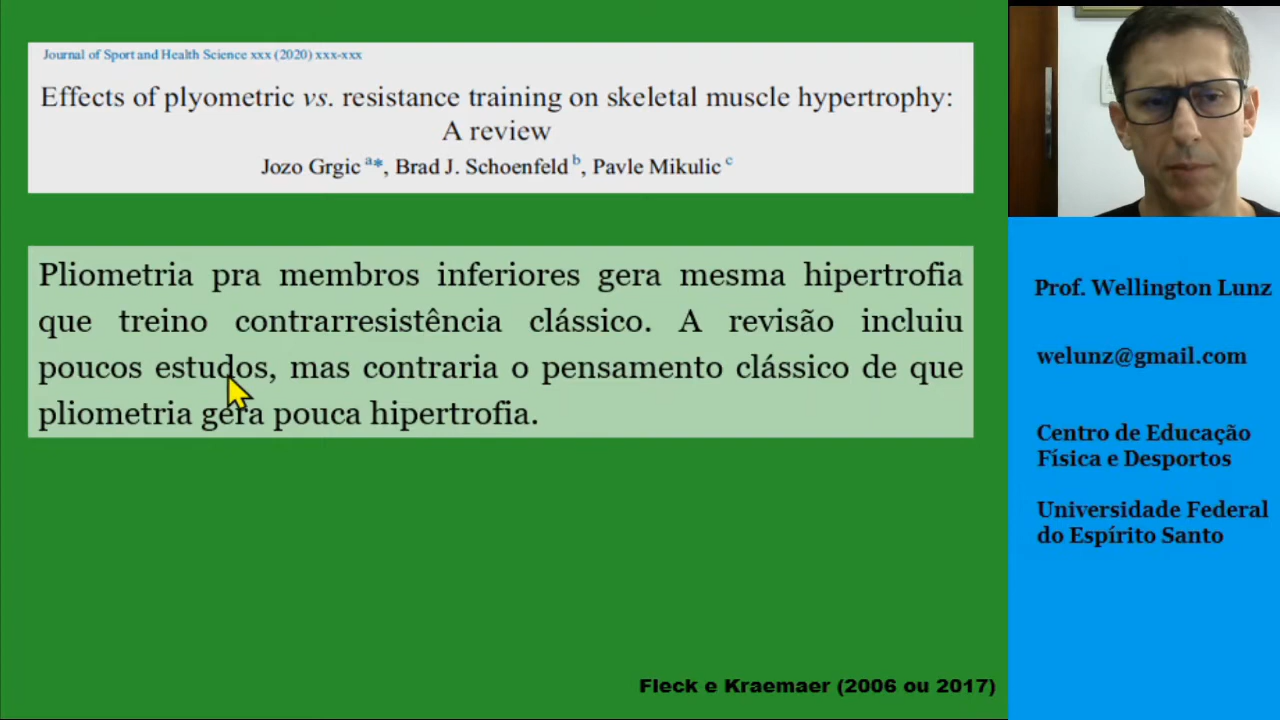 Journal of Sport and Health Science xxx (2020) xxx-xxx
Effects of plyometric vs. resistance training on skeletal muscle hypertrophy:
A review
Jozo Grgic a*, Brad J. Schoenfeld b, Pavle Mikulic c
Pliometria pra membros inferiores gera mesma hipertrofia
que treino contrarresistência clássico. A revisão incluiu
poucos estudos, mas contraria o pensamento clássico de que
pliometria gera pouca hipertrofia.
Fleck e Kraemaer (2006 ou 2017)
Prof. Wellington Lunz
welunz@gmail.com
Centro de Educação
Física e Desportos
Universidade Federal
do Espírito Santo